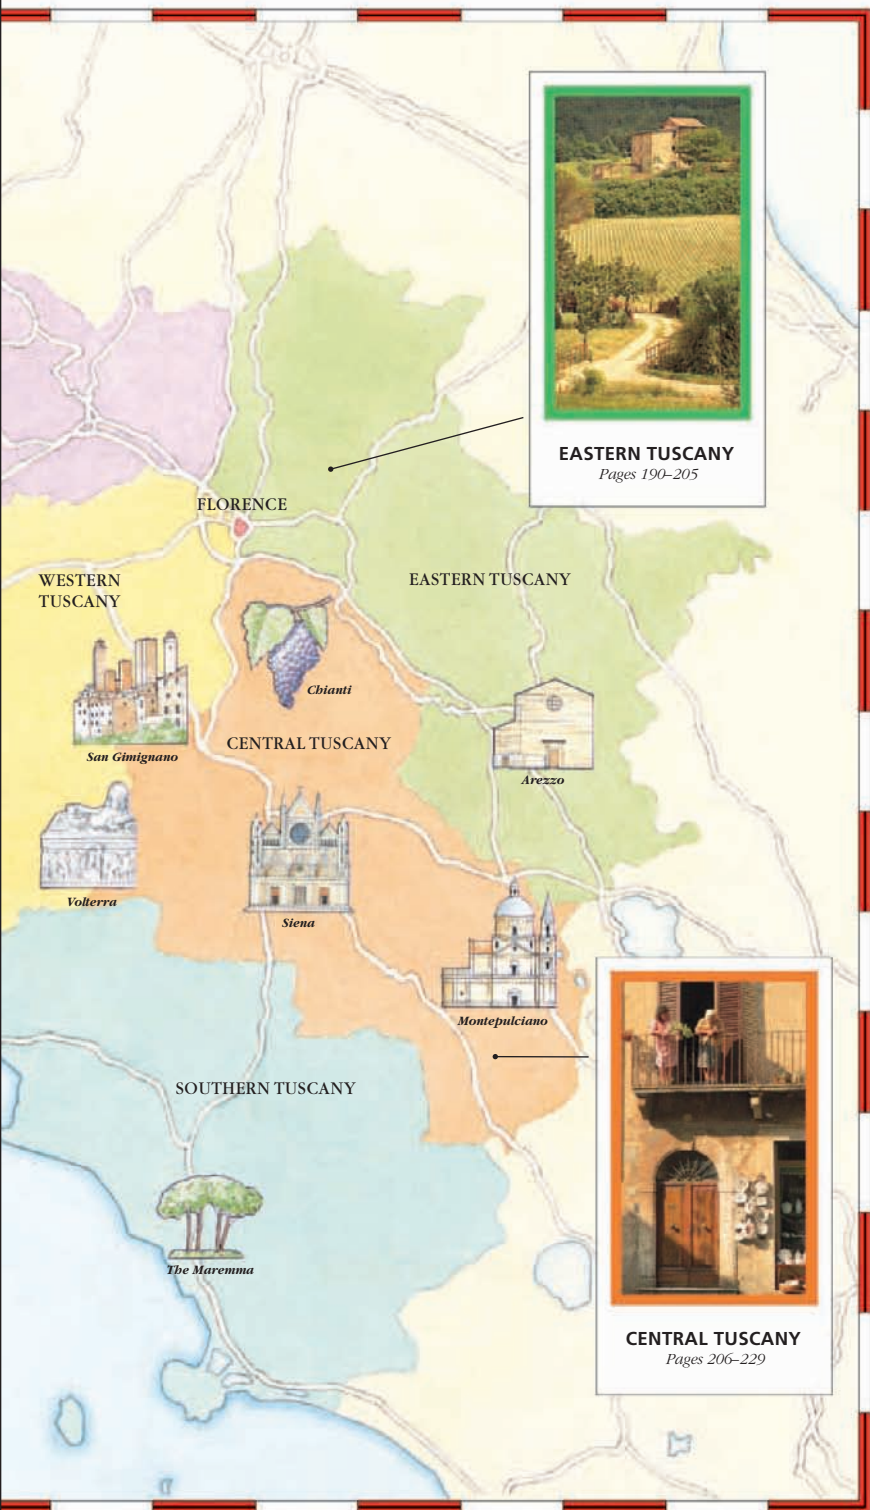 EASTERN TUSCANY
Pages 190–205
FLORENCE
WESTERN
TUSCANY
EASTERN TUSCANY
Chianti
CENTRAL TUSCANY
San Gimignano
Arezzo
Volterra
Siena
Montepulciano
SOUTHERN TUSCANY
The Maremma
CENTRAL TUSCANY
Pages 206–229